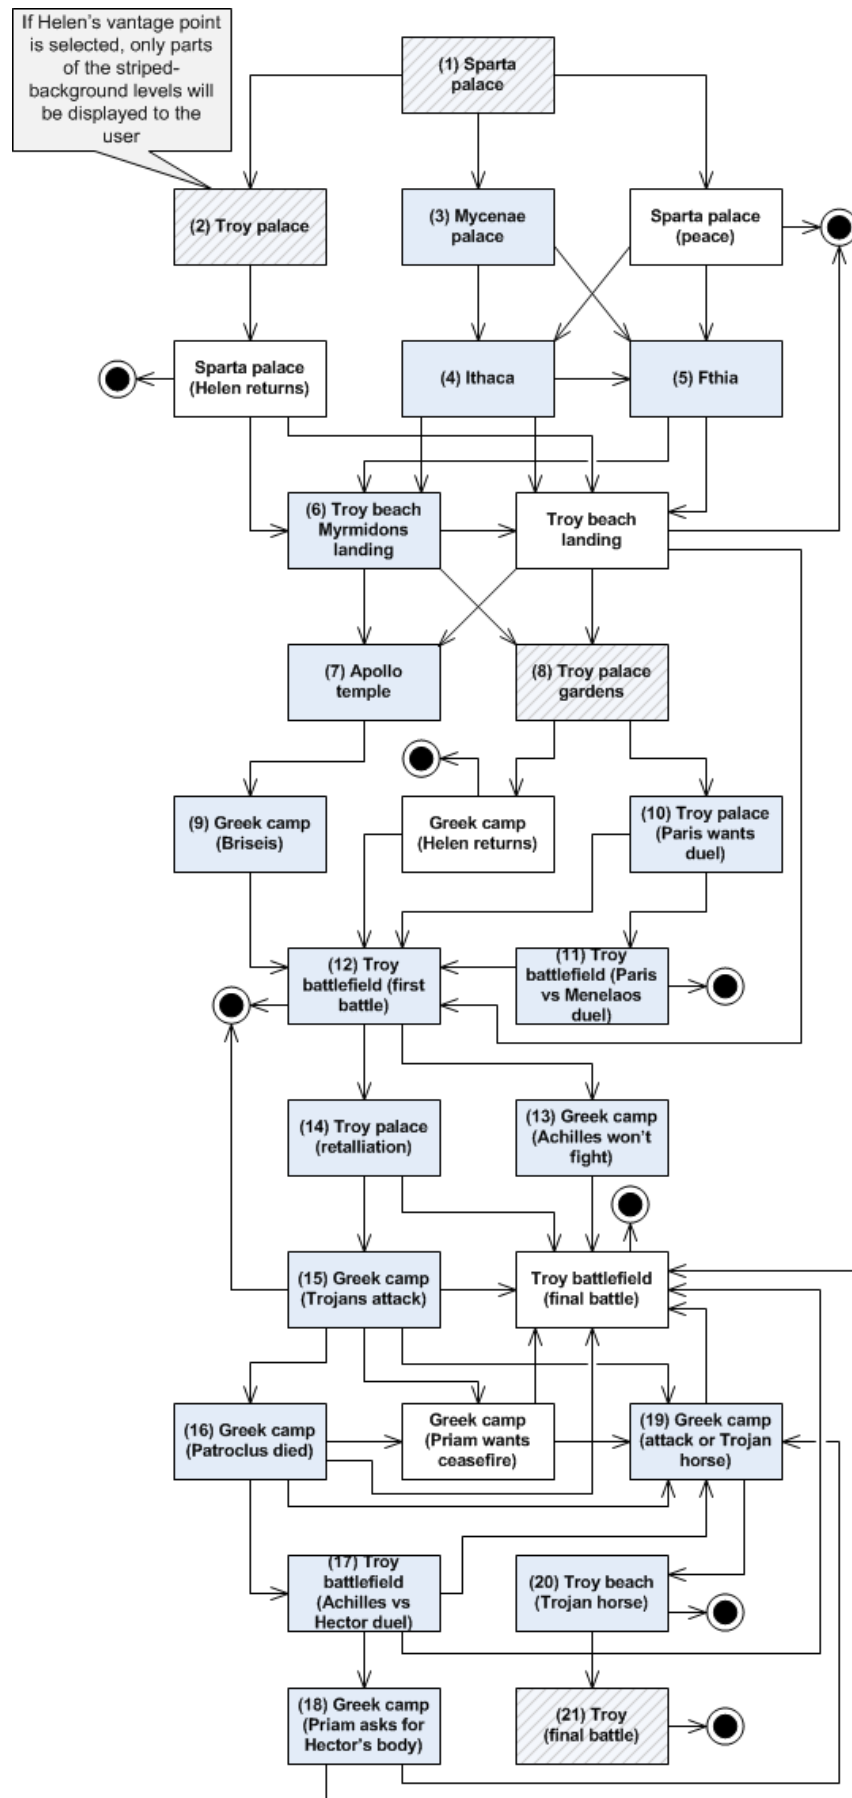 If Helen's vantage point
is selected, only parts
of the striped-
background levels will
be displayed to the
user
(1) Sparta
palace
(2) Troy palace
(3) Mycenae
palace
Sparta palace
(peace)
Sparta palace
(Helen returns)
(4) Ithaca
(5) Fthia
(6) Troy beach
Myrmidons
landing
Troy beach
landing
(7) Apollo
temple
(8) Troy palace
gardens
(9) Greek camp
(Briseis)
Greek camp
(Helen returns)
(10) Troy palace
(Paris wants
duel)
(12) Troy
battlefield (first
battle)
(11) Troy
battlefield (Paris
vs Menelaos
duel)
(14) Troy palace
(retalliation)
(13) Greek camp
(Achilles won't
fight)
(15) Greek camp
(Trojans attack)
Troy battlefield
(final battle)
(16) Greek camp
(Patroclus died)
Greek camp
(Priam wants
ceasefire)
(19) Greek camp
(attack or Trojan
horse)
(17) Troy
battlefield
(Achilles vs
Hector duel)
(20) Troy beach
(Trojan horse)
(18) Greek camp
(Priam asks for
Hector's body)
(21) Troy
(final battle)